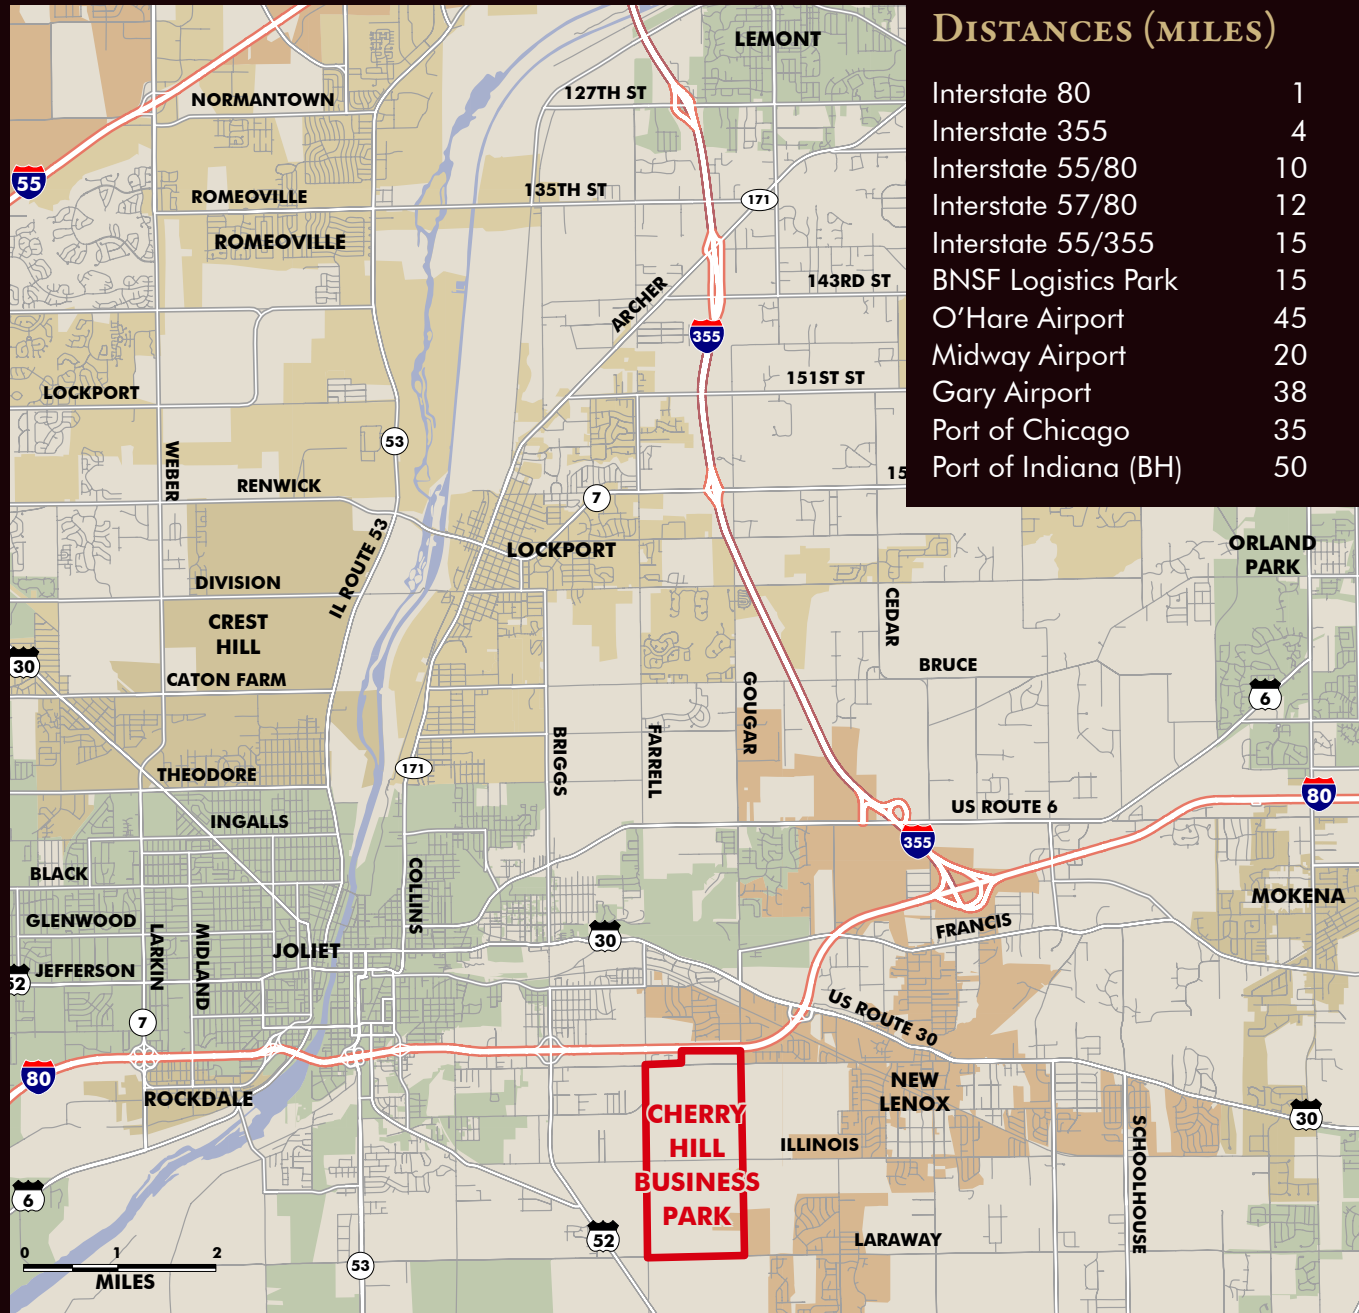 DISTANCES (MILES)
Interstate 80 1
Interstate 355 4
Interstate 55/80 10
Interstate 57/80 12
Interstate 55/355 15
BNSF Logistics Park 15
O’Hare Airport 45
Midway Airport 20
Gary Airport 38
Port of Chicago 35
Port of Indiana (BH) 50
LEMONT
127TH ST
NORMANTOWN
55
135TH ST
171
ROMEOVILLE
ROMEOVILLE
143RD ST
ARCHER
355
151ST ST
LOCKPORT
53
WEBER
RENWICK
7
15
IL ROUTE 53
LOCKPORT
ORLAND
PARK
DIVISION
CREST
HILL
CEDAR
30
CATON FARM
BRUCE
6
GOUGAR
BRIGGS
FARRELL
171
THEODORE
80
US ROUTE 6
INGALLS
355
BLACK
COLLINS
MOKENA
GLENWOOD
LARKIN
MIDLAND
JOLIET
30
FRANCIS
52
JEFFERSON
7
US ROUTE 30
80
ROCKDALE
NEW
LENOX
30
CHERRY
HILL
BUSINESS
PARK
ILLINOIS
SCHOOLHOUSE
6
52
LARAWAY
53
0 1 2
MILES